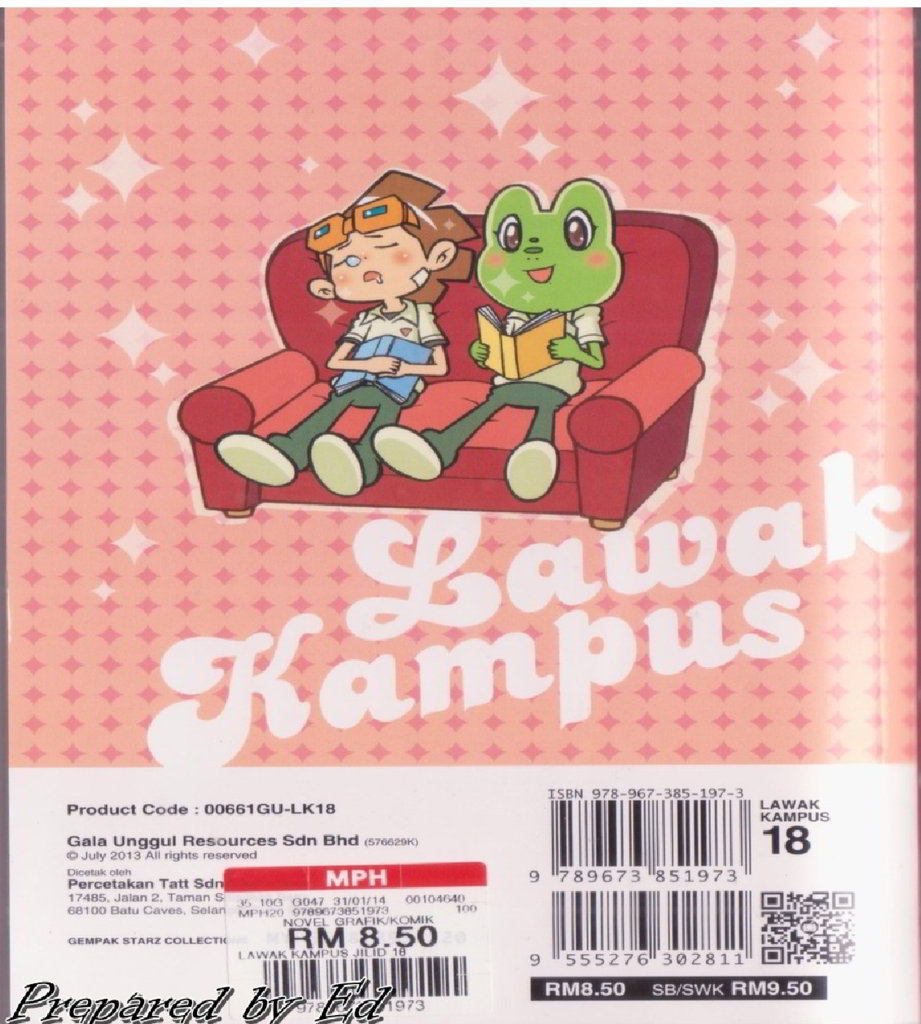 Lawak
Kampus
Product Code : 00661GU-LK18
Gala Unggul Resources Sdn Bhd (576629K)
© July 2013 All rights reserved
Dicetak oleh
Percetakan Tatt Sdn
17485, Jalan 2, Taman S
68100 Batu Caves, Selan
GEMPAK STARZ COLLECTI
MPH
35 10G G047 31/01/14 00104640
MPH20 9789673851973 100
NOVEL GRAFIK/KOMIK
RM 8.50
LAWAK KAMPUS JILID 18
978 51973
ISBN 978-967-385-197-3
9 789673 851973
LAWAK
KAMPUS
18
9 555276 302811
RM8.50 SB/SWK RM9.50
Prepared by Ed